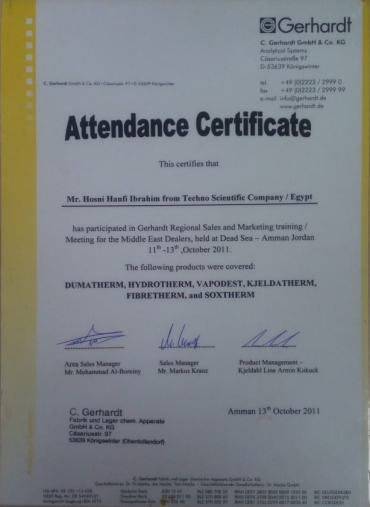 Gerhardt
C. Gerhardt GmbH & Co. KG
Analytical Systems
Cäsariusstraße 97
D-53639 Königswinter
tel. +49 (0)2223 / 2999 0
fax +49 (0)2223 / 2999 99
e-mail info@gerhardt.de
www.gerhardt.de
C. Gerhardt GmbH & Co. KG
Attendance Certificate
This certifies that
Mr. Hosni Hanfi Ibrahim from Techno Scientific Company / Egypt
has participated in Gerhardt Regional Sales and Marketing training /
Meeting for the Middle East Dealers, held at Dead Sea – Amman Jordan
11th -13th ,October 2011.
The following products were covered:
DUMATHERM, HYDROTHERM, VAPODEST, KJELDATHERM,
FIBRETHERM, and SOXTHERM
Area Sales Manager
Mr. Mohammad Al-Boreiny
Sales Manager
Mr. Markus Kranz
Product Management –
Kjeldahl Line Armin Kukuck
C. Gerhardt
Fabrik und Lager chem. Apparate
GmbH & Co. KG
Cäsariusstr. 97
53639 Königswinter (Oberdollendorf)
Amman 13th October 2011